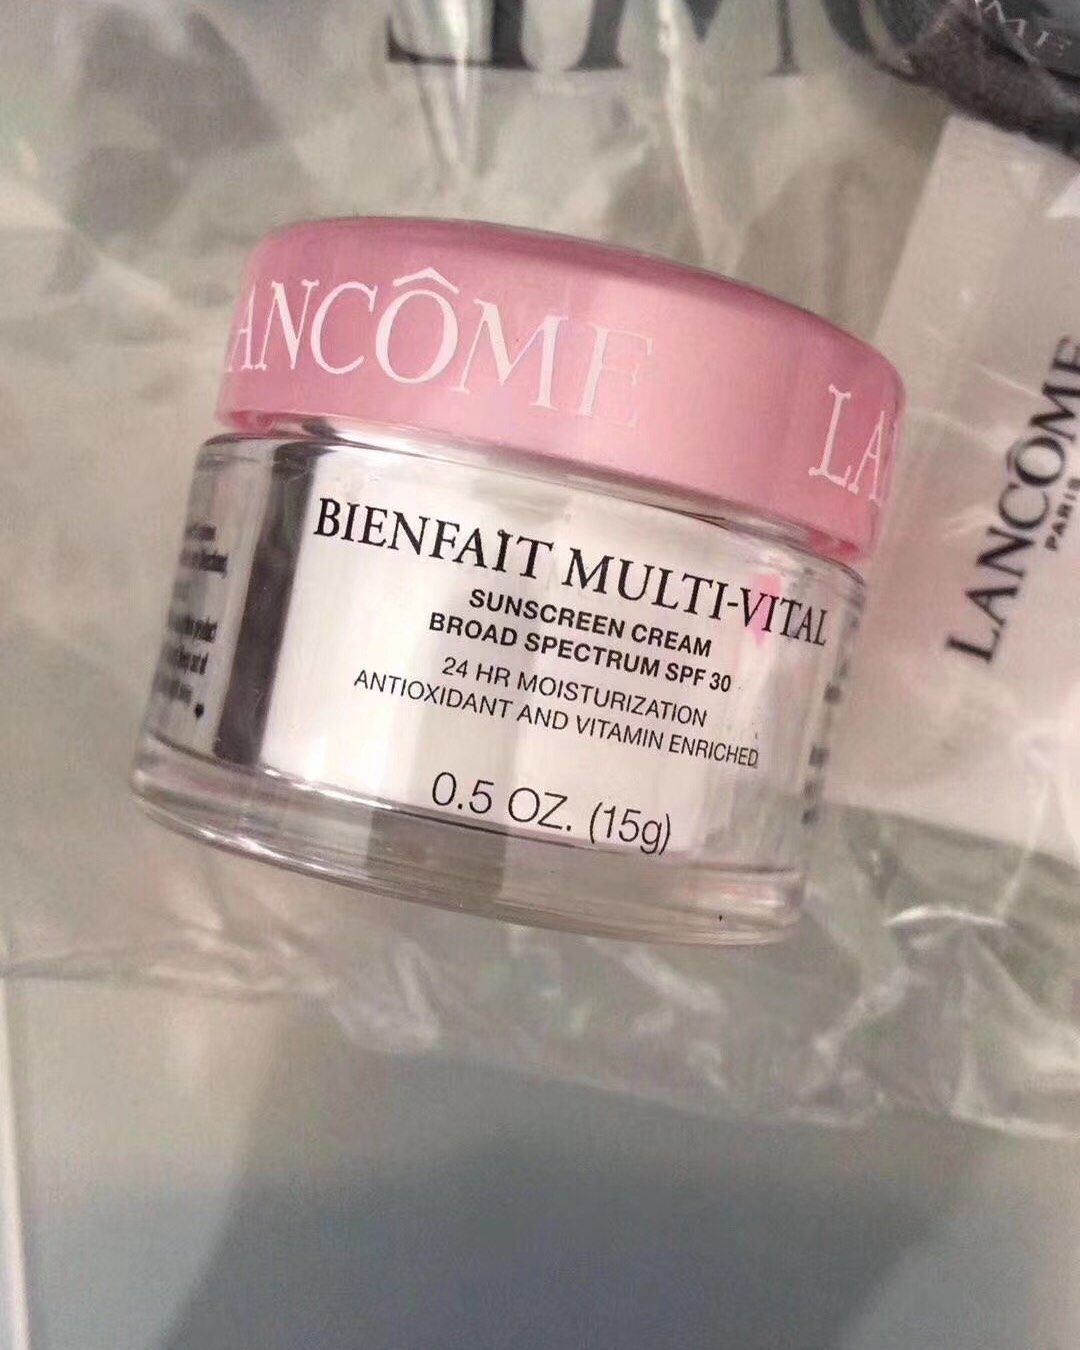 LANCÔME
LANCÔME
BIENFAIT MULTI-VITAL
SUNSCREEN CREAM
BROAD SPECTRUM SPF 30
24 HR MOISTURIZATION
ANTIOXIDANT AND VITAMIN ENRICHED
0.5 OZ. (15g)
LANCÔME
PARIS